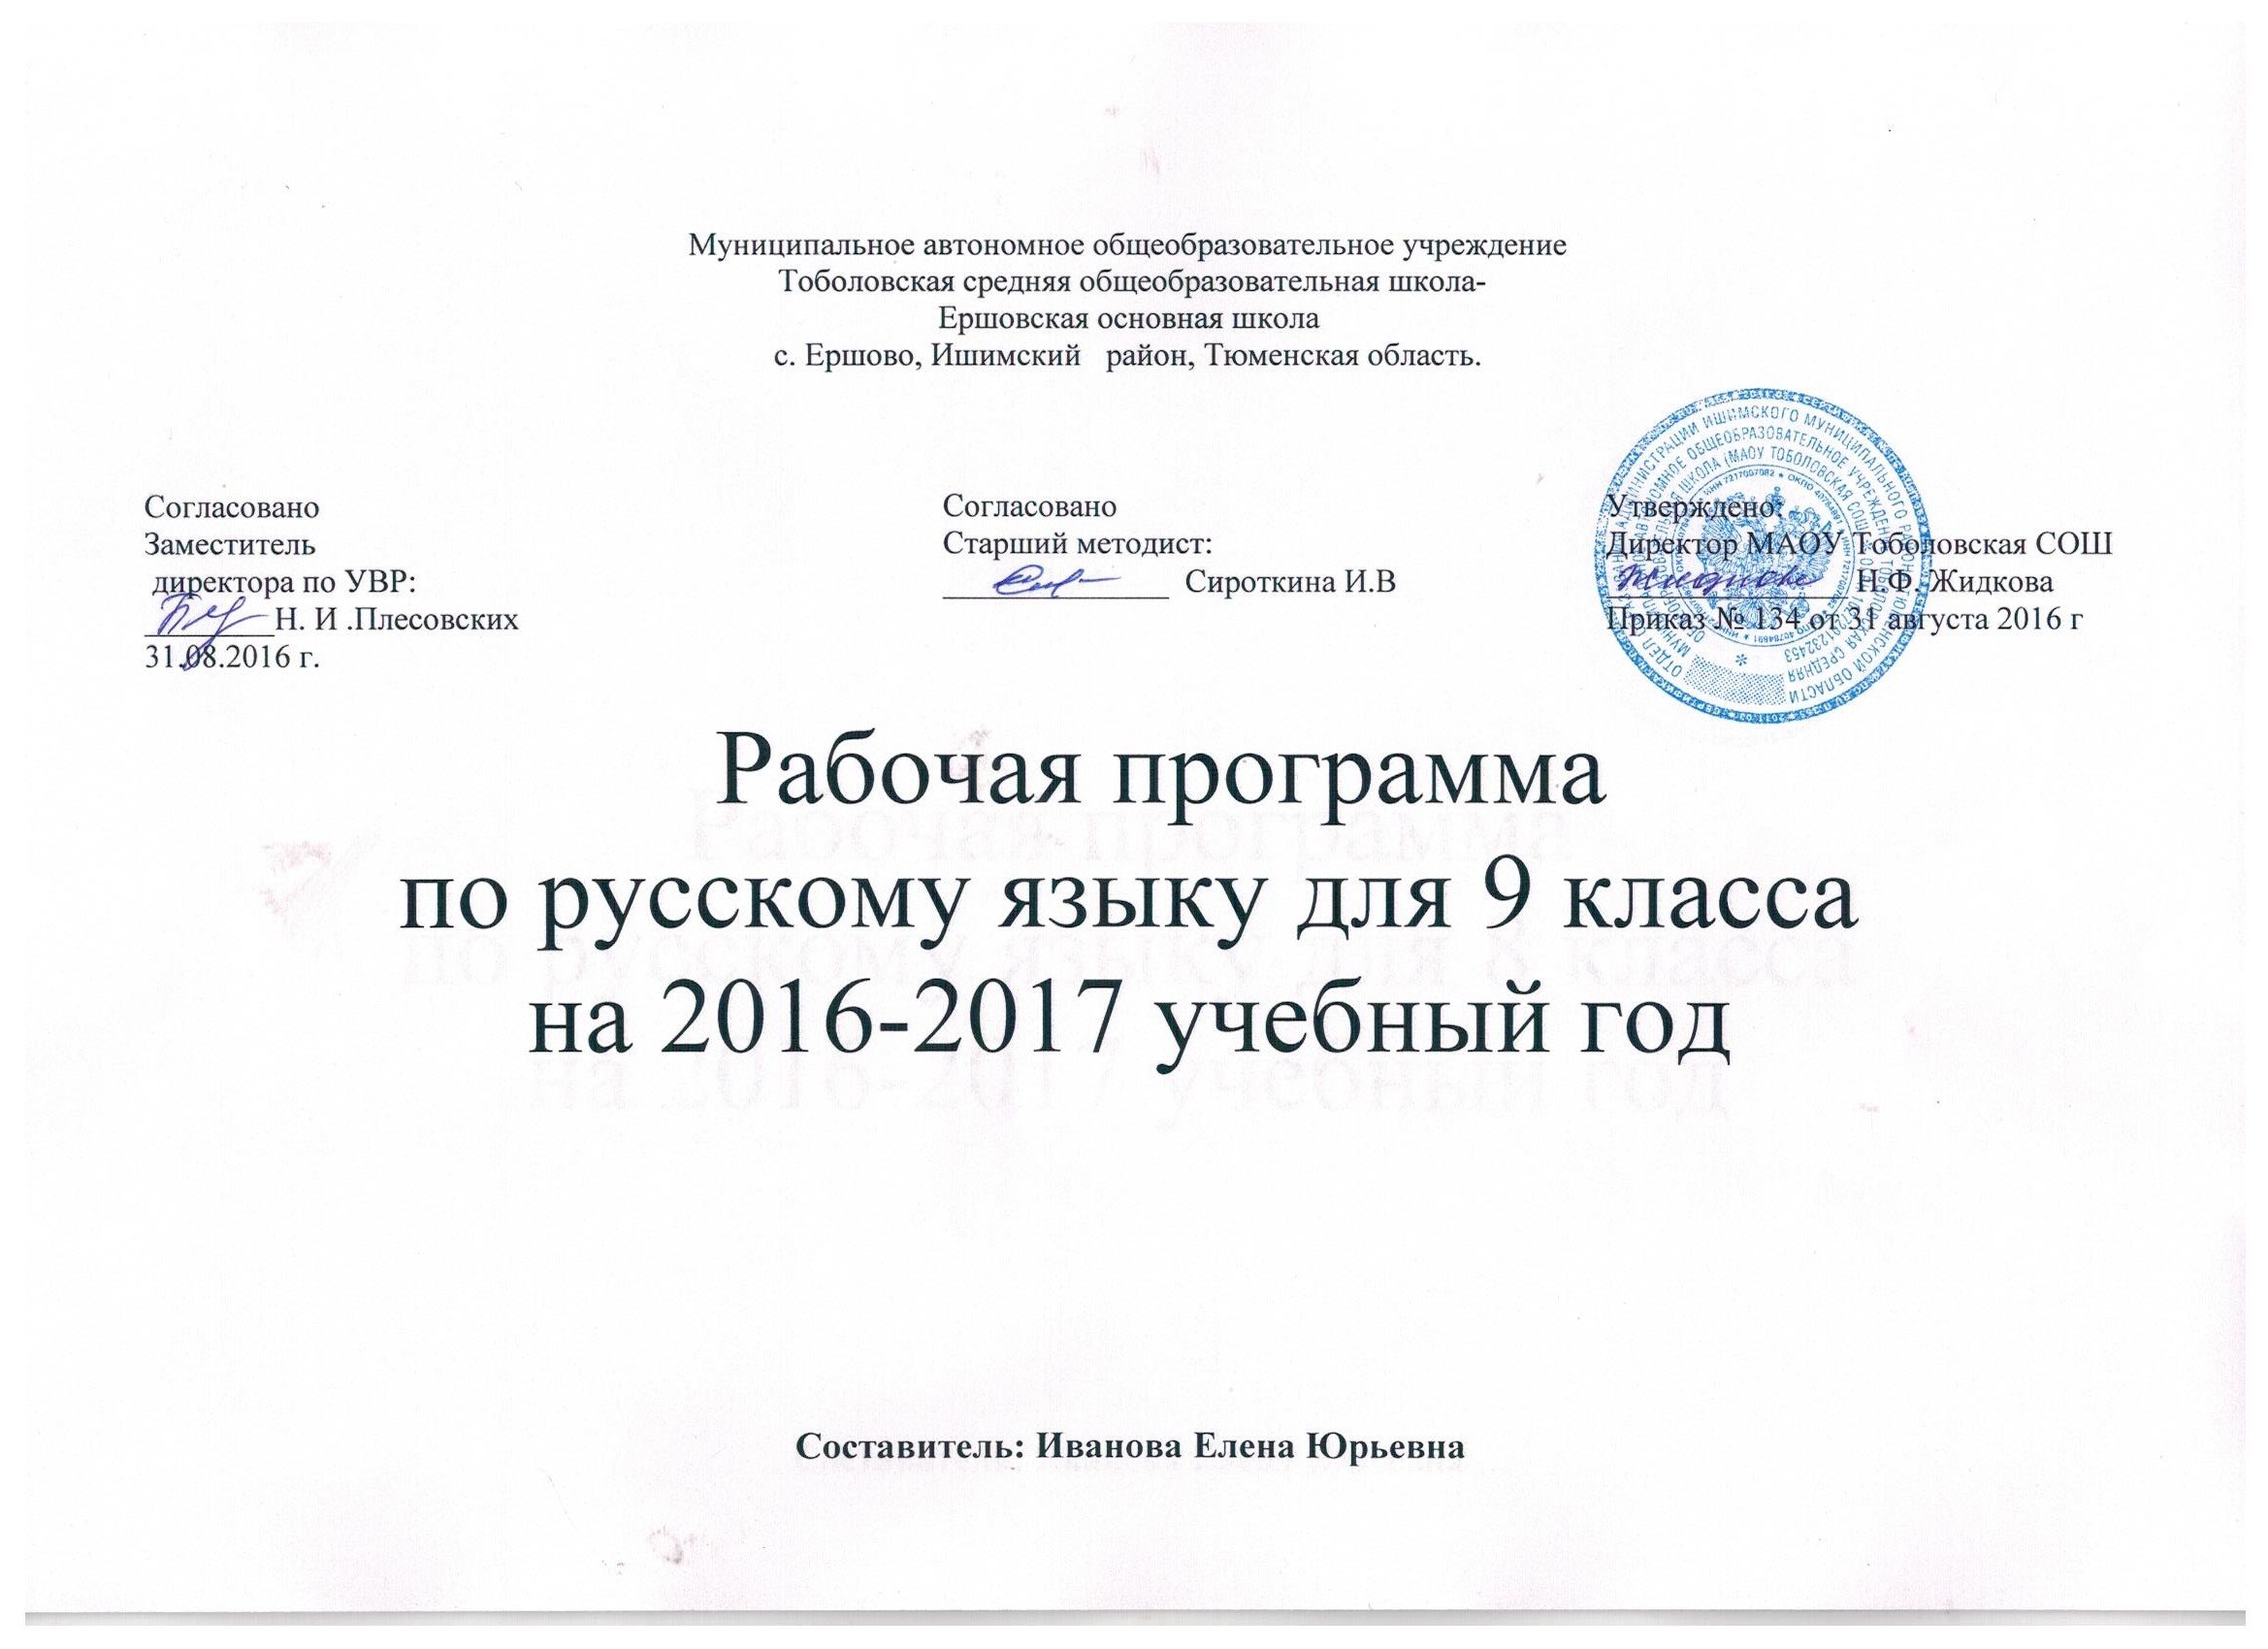 Муниципальное автономное общеобразовательное учреждение
Тоболовская средняя общеобразовательная школа-
Ершовская основная школа
с. Ершово, Ишимский район, Тюменская область.
Согласовано
Заместитель
директора по УВР:
Н. И .Плесовских
31.08.2016 г.
Согласовано
Старший методист:
Сироткина И.В
Утверждено:
Директор МАОУ Тоболовская СОШ
Н.Ф. Жидкова
Приказ № 134 от 31 августа 2016 г
Рабочая программа
по русскому языку для 9 класса
на 2016-2017 учебный год
Составитель: Иванова Елена Юрьевна